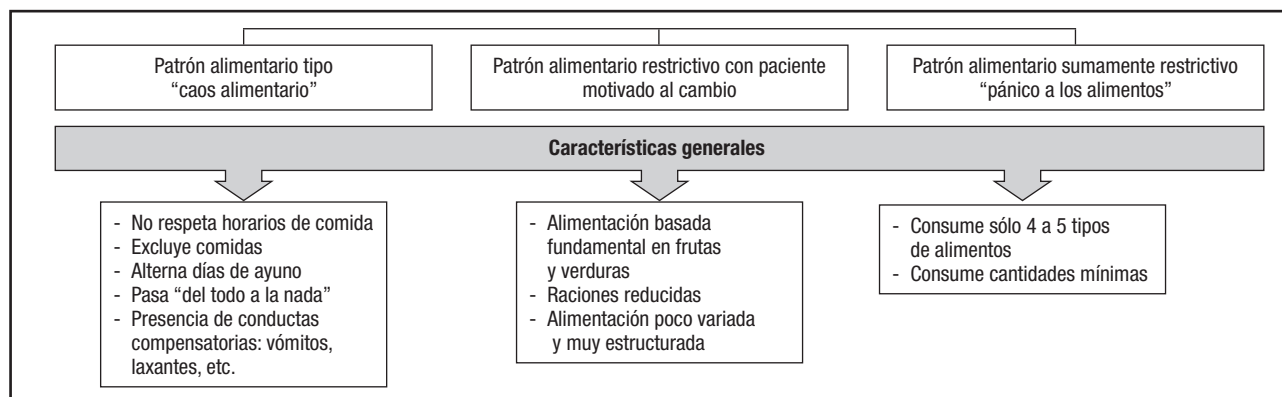 Patrón alimentario tipo
“caos alimentario”
Patrón alimentario restrictivo con paciente
motivado al cambio
Patrón alimentario sumamente restrictivo
“pánico a los alimentos”
Características generales
- No respeta horarios de comida
- Excluye comidas
- Alterna días de ayuno
- Pasa “del todo a la nada”
- Presencia de conductas
compensatorias: vómitos,
laxantes, etc.
- Alimentación basada
fundamental en frutas
y verduras
- Raciones reducidas
- Alimentación poco variada
y muy estructurada
- Consume sólo 4 a 5 tipos
de alimentos
- Consume cantidades mínimas